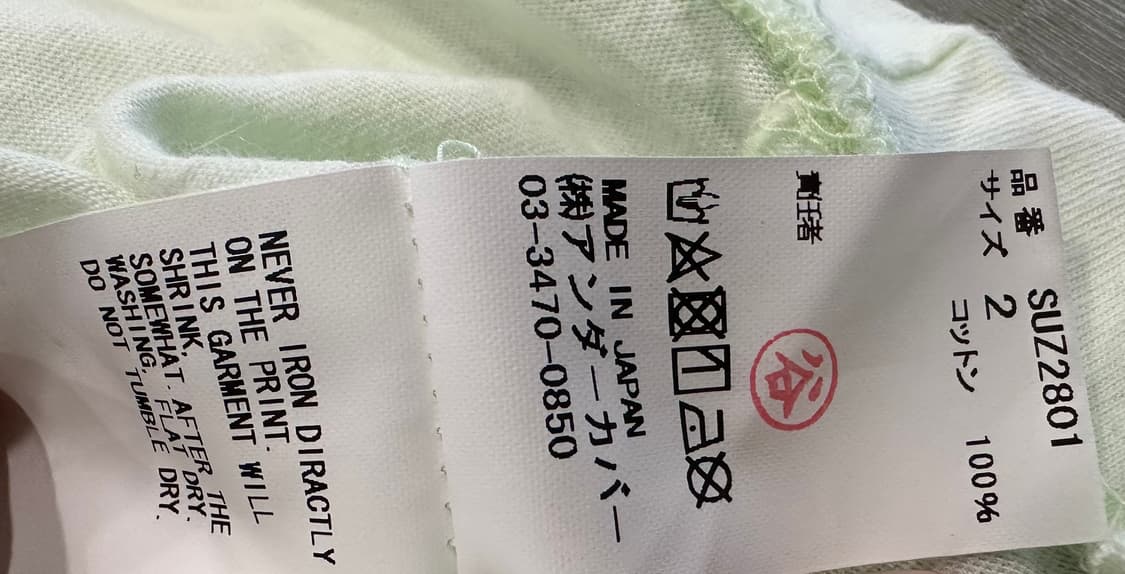 品番 SUZ2801
サイズ 2
コットン 100%
責任者 谷
MADE IN JAPAN
㈱アンダーカバー
03-3470-0850
NEVER IRON DIRACTLY
ON THE PRINT.
THIS GARMENT WILL
SHRINK,
SOMEWHAT. AFTER THE
WASHING, FLAT DRY.
DO NOT TUMBLE DRY.